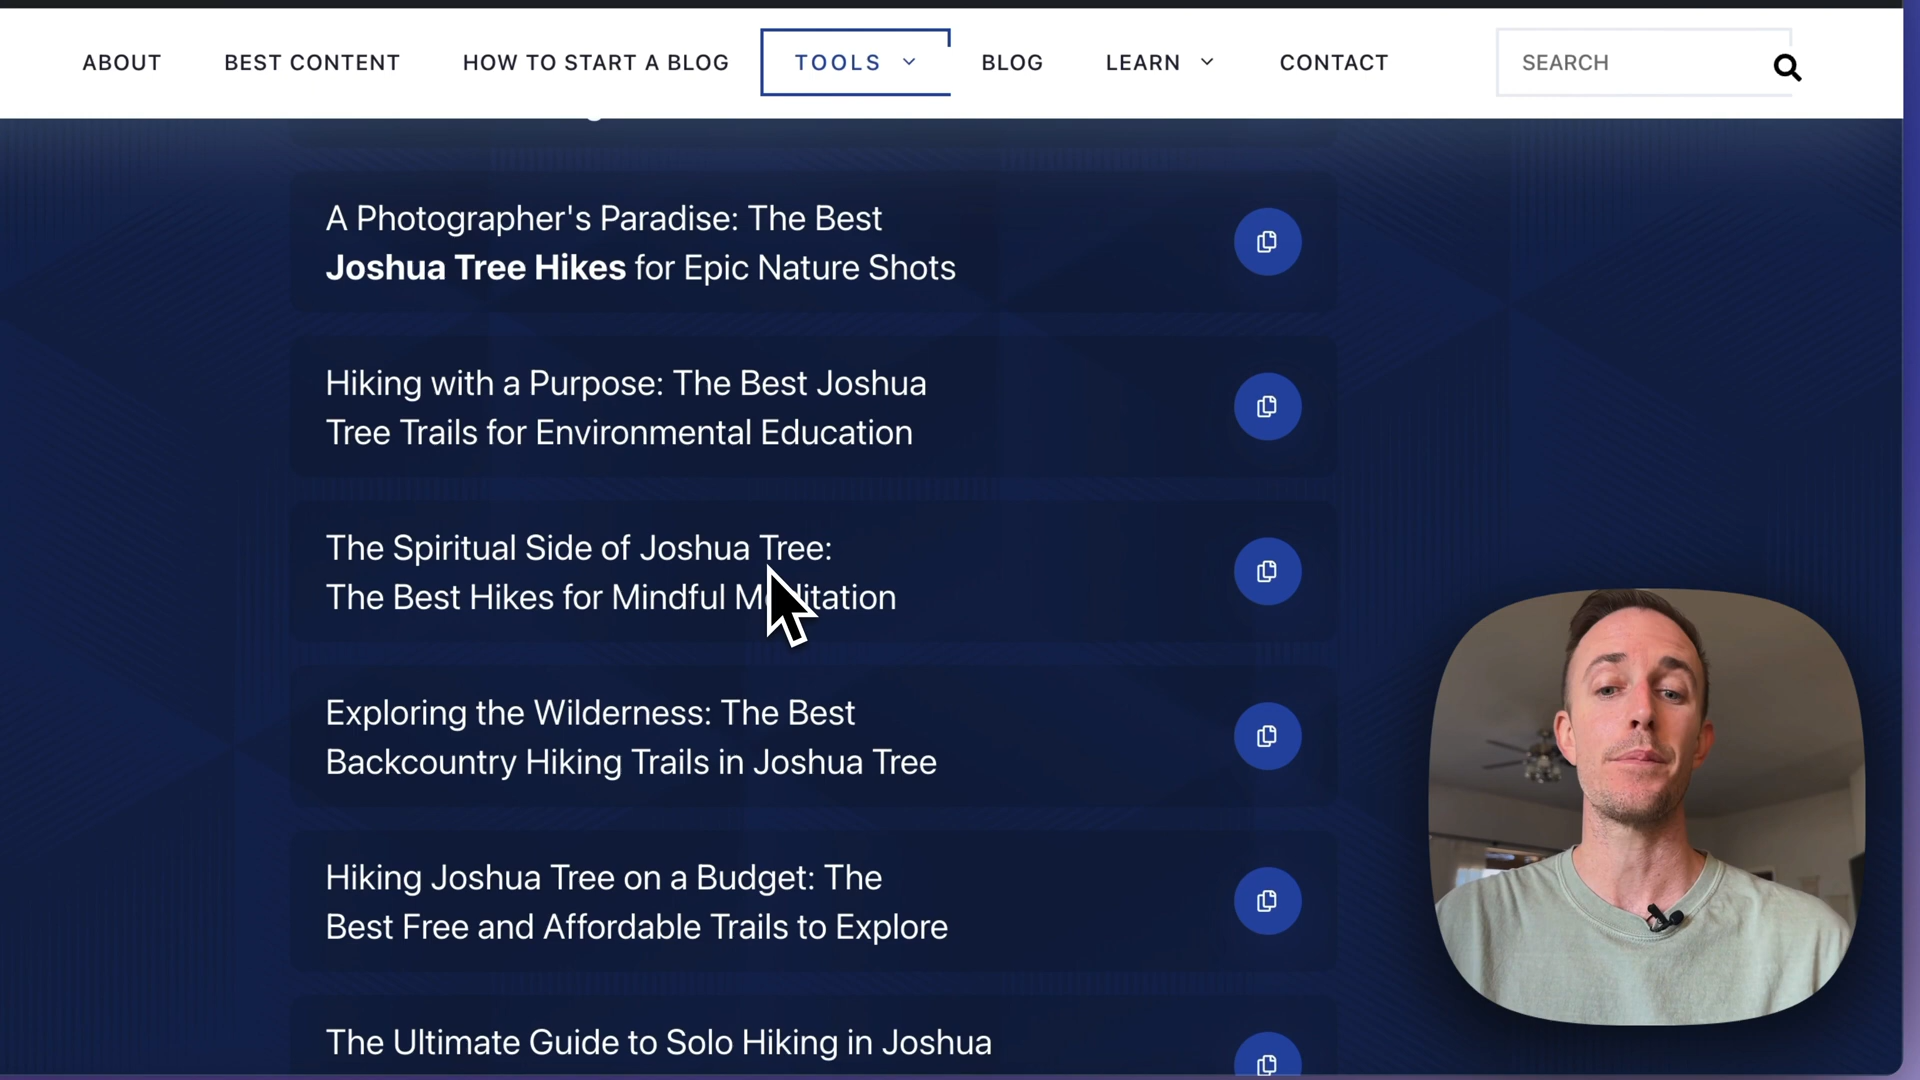 ABOUT BEST CONTENT HOW TO START A BLOG TOOLS BLOG LEARN CONTACT SEARCH
A Photographer's Paradise: The Best
Joshua Tree Hikes for Epic Nature Shots
Hiking with a Purpose: The Best Joshua
Tree Trails for Environmental Education
The Spiritual Side of Joshua Tree:
The Best Hikes for Mindful Meditation
Exploring the Wilderness: The Best
Backcountry Hiking Trails in Joshua Tree
Hiking Joshua Tree on a Budget: The
Best Free and Affordable Trails to Explore
The Ultimate Guide to Solo Hiking in Joshua